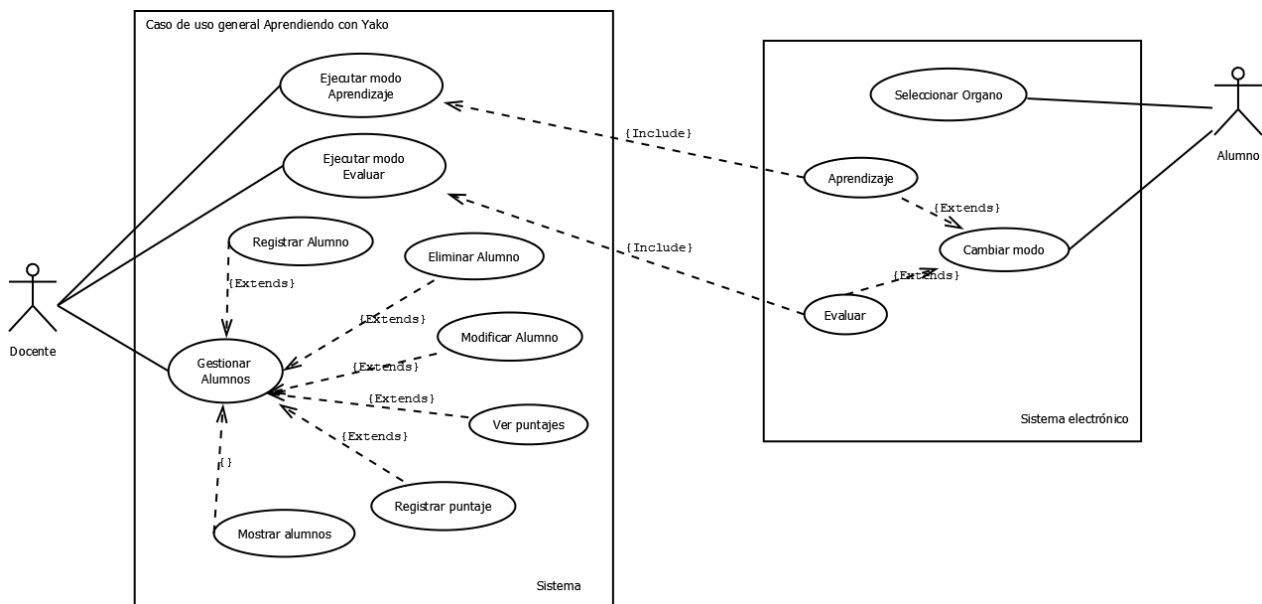 Caso de uso general Aprendiendo con Yako
Ejecutar modo
Aprendizaje
Ejecutar modo
Evaluar
Registrar Alumno
Eliminar Alumno
{Extends}
{Extends}
Modificar Alumno
Docente
Gestionar
Alumnos
{Extends}
{Extends}
Ver puntajes
{Extends}
{}
Registrar puntaje
Mostrar alumnos
Sistema
{Include}
{Include}
Seleccionar Organo
Alumno
Aprendizaje
{Extends}
Cambiar modo
{Extends}
Evaluar
Sistema electrónico